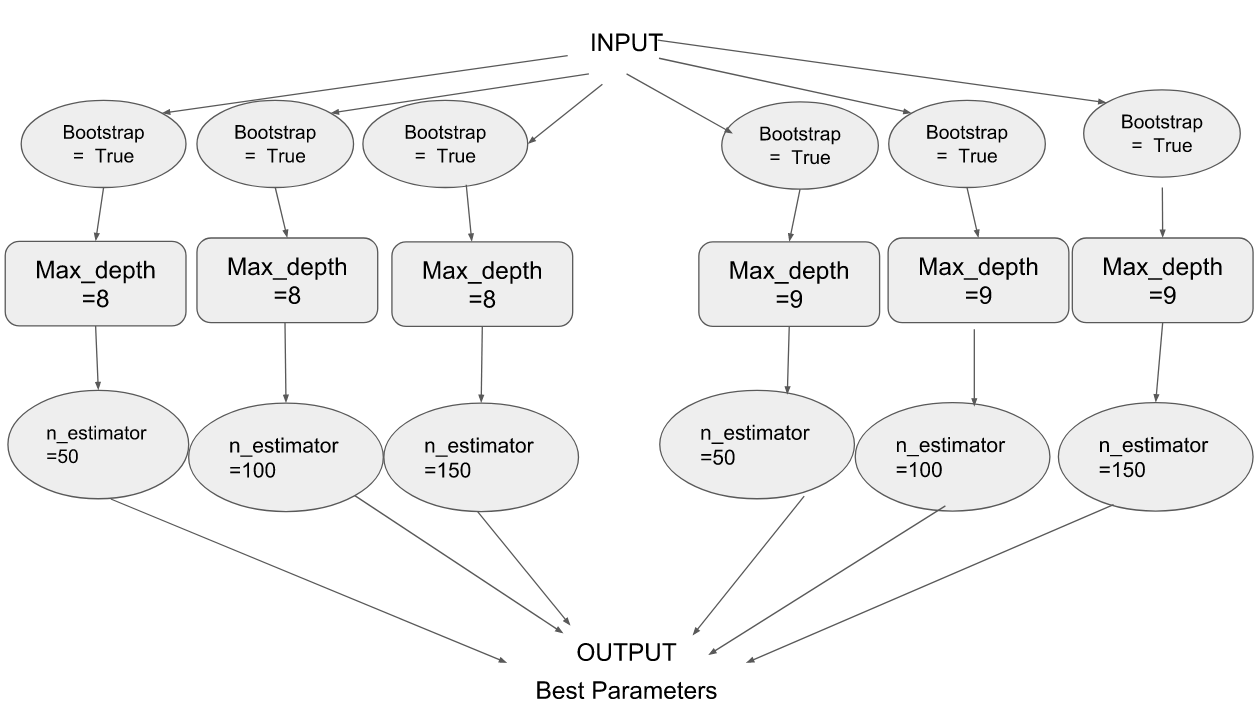 INPUT
Bootstrap
= True
Bootstrap
= True
Bootstrap
= True
Bootstrap
= True
Bootstrap
= True
Bootstrap
= True
Max_depth
=8
Max_depth
=8
Max_depth
=8
Max_depth
=9
Max_depth
=9
Max_depth
=9
n_estimator
=50
n_estimator
=100
n_estimator
=150
n_estimator
=50
n_estimator
=100
n_estimator
=150
OUTPUT
Best Parameters